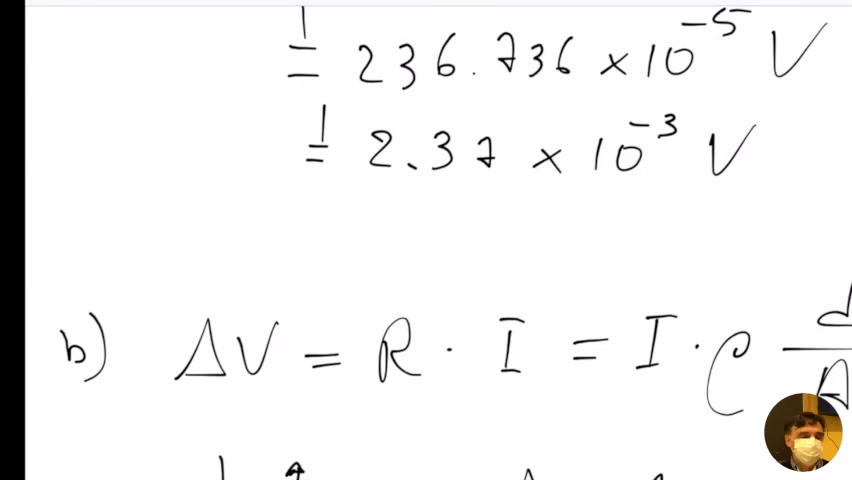 = 236.736 × 10⁻⁵ V
= 2.37 × 10⁻³ V
b) ΔV = R · I = I · ρ d/A